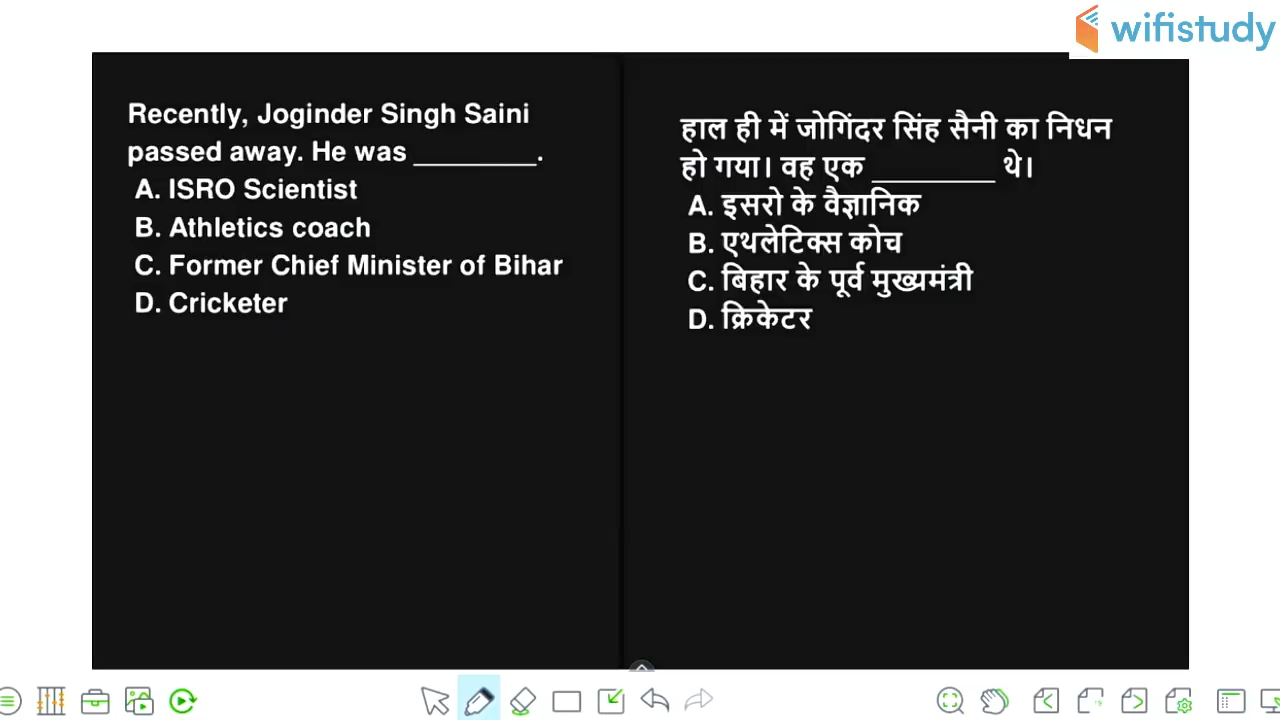 wifistudy
Recently, Joginder Singh Saini
passed away. He was ________.
A. ISRO Scientist
B. Athletics coach
C. Former Chief Minister of Bihar
D. Cricketer
हाल ही में जोगिंदर सिंह सैनी का निधन
हो गया। वह एक ________ थे।
A. इसरो के वैज्ञानिक
B. एथलेटिक्स कोच
C. बिहार के पूर्व मुख्यमंत्री
D. क्रिकेटर